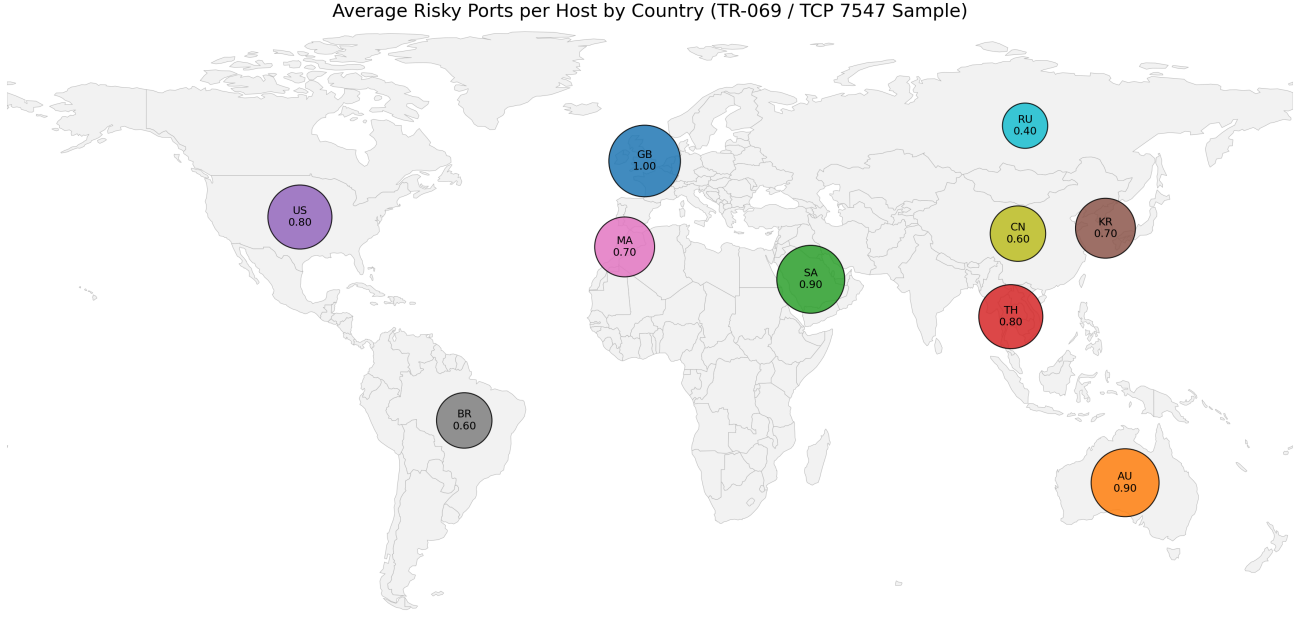 Average Risky Ports per Host by Country (TR-069 / TCP 7547 Sample)
RU
0.40
GB
1.00
US
0.80
MA
0.70
CN
0.60
KR
0.70
SA
0.90
TH
0.80
BR
0.60
AU
0.90